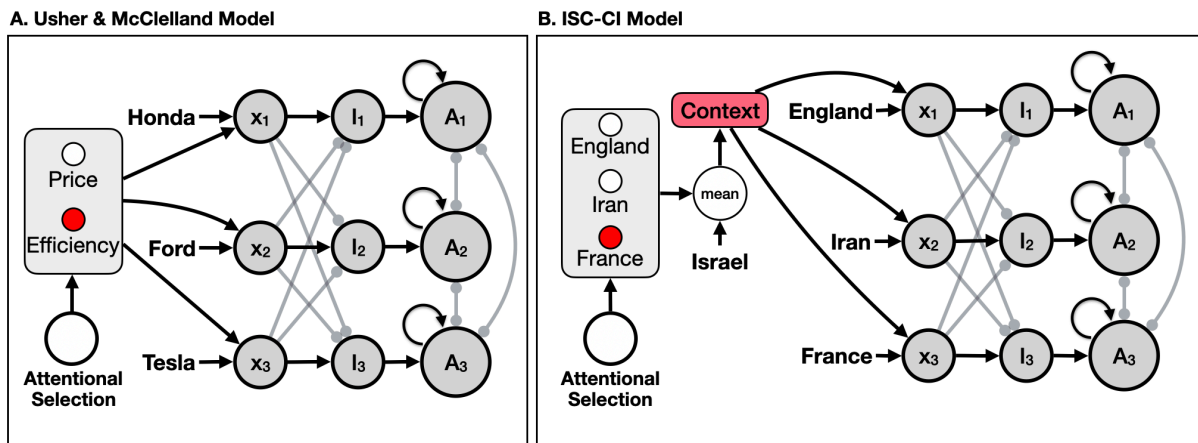 A. Usher & McClelland Model
Honda
Price
Efficiency
Ford
Tesla
Attentional
Selection
x₁
I₁
A₁
x₂
I₂
A₂
x₃
I₃
A₃
B. ISC-CI Model
England
Iran
France
Attentional
Selection
Context
mean
Israel
England
Iran
France
x₁
I₁
A₁
x₂
I₂
A₂
x₃
I₃
A₃